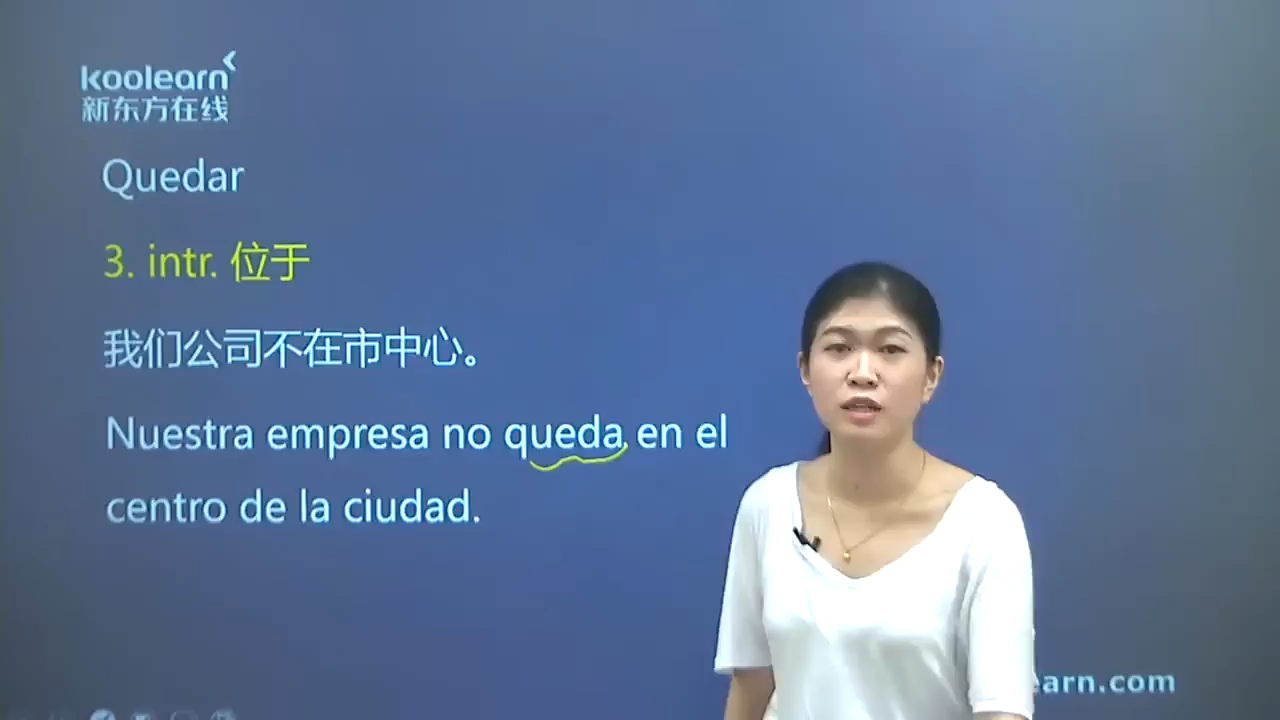 koolearn
新东方在线
Quedar
3. intr. 位于
我们公司不在市中心。
Nuestra empresa no queda en el
centro de la ciudad.
earn.com